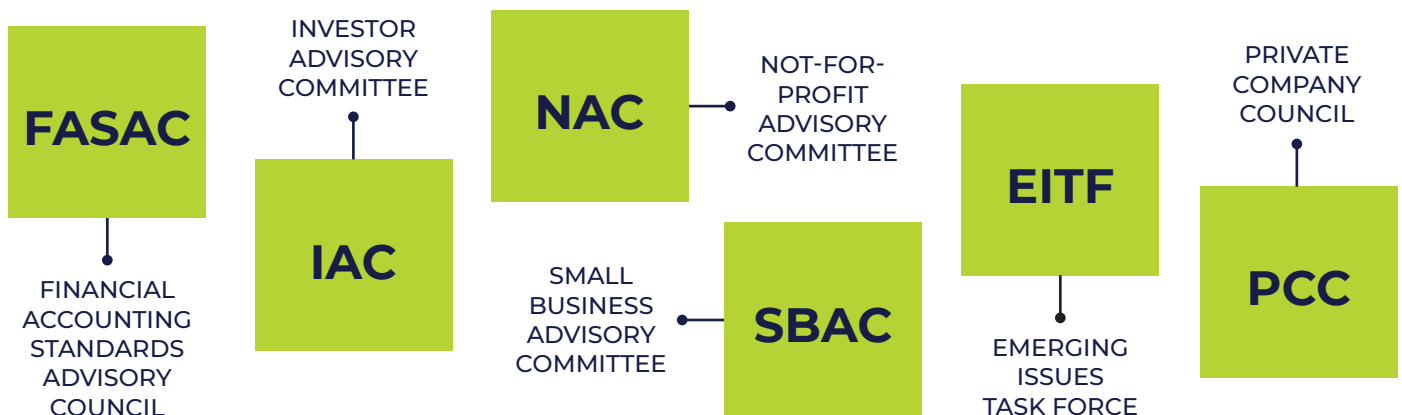 FASAC
FINANCIAL
ACCOUNTING
STANDARDS
ADVISORY
COUNCIL
INVESTOR
ADVISORY
COMMITTEE
IAC
NAC
NOT-FOR-
PROFIT
ADVISORY
COMMITTEE
SMALL
BUSINESS
ADVISORY
COMMITTEE
SBAC
EITF
EMERGING
ISSUES
TASK FORCE
PRIVATE
COMPANY
COUNCIL
PCC